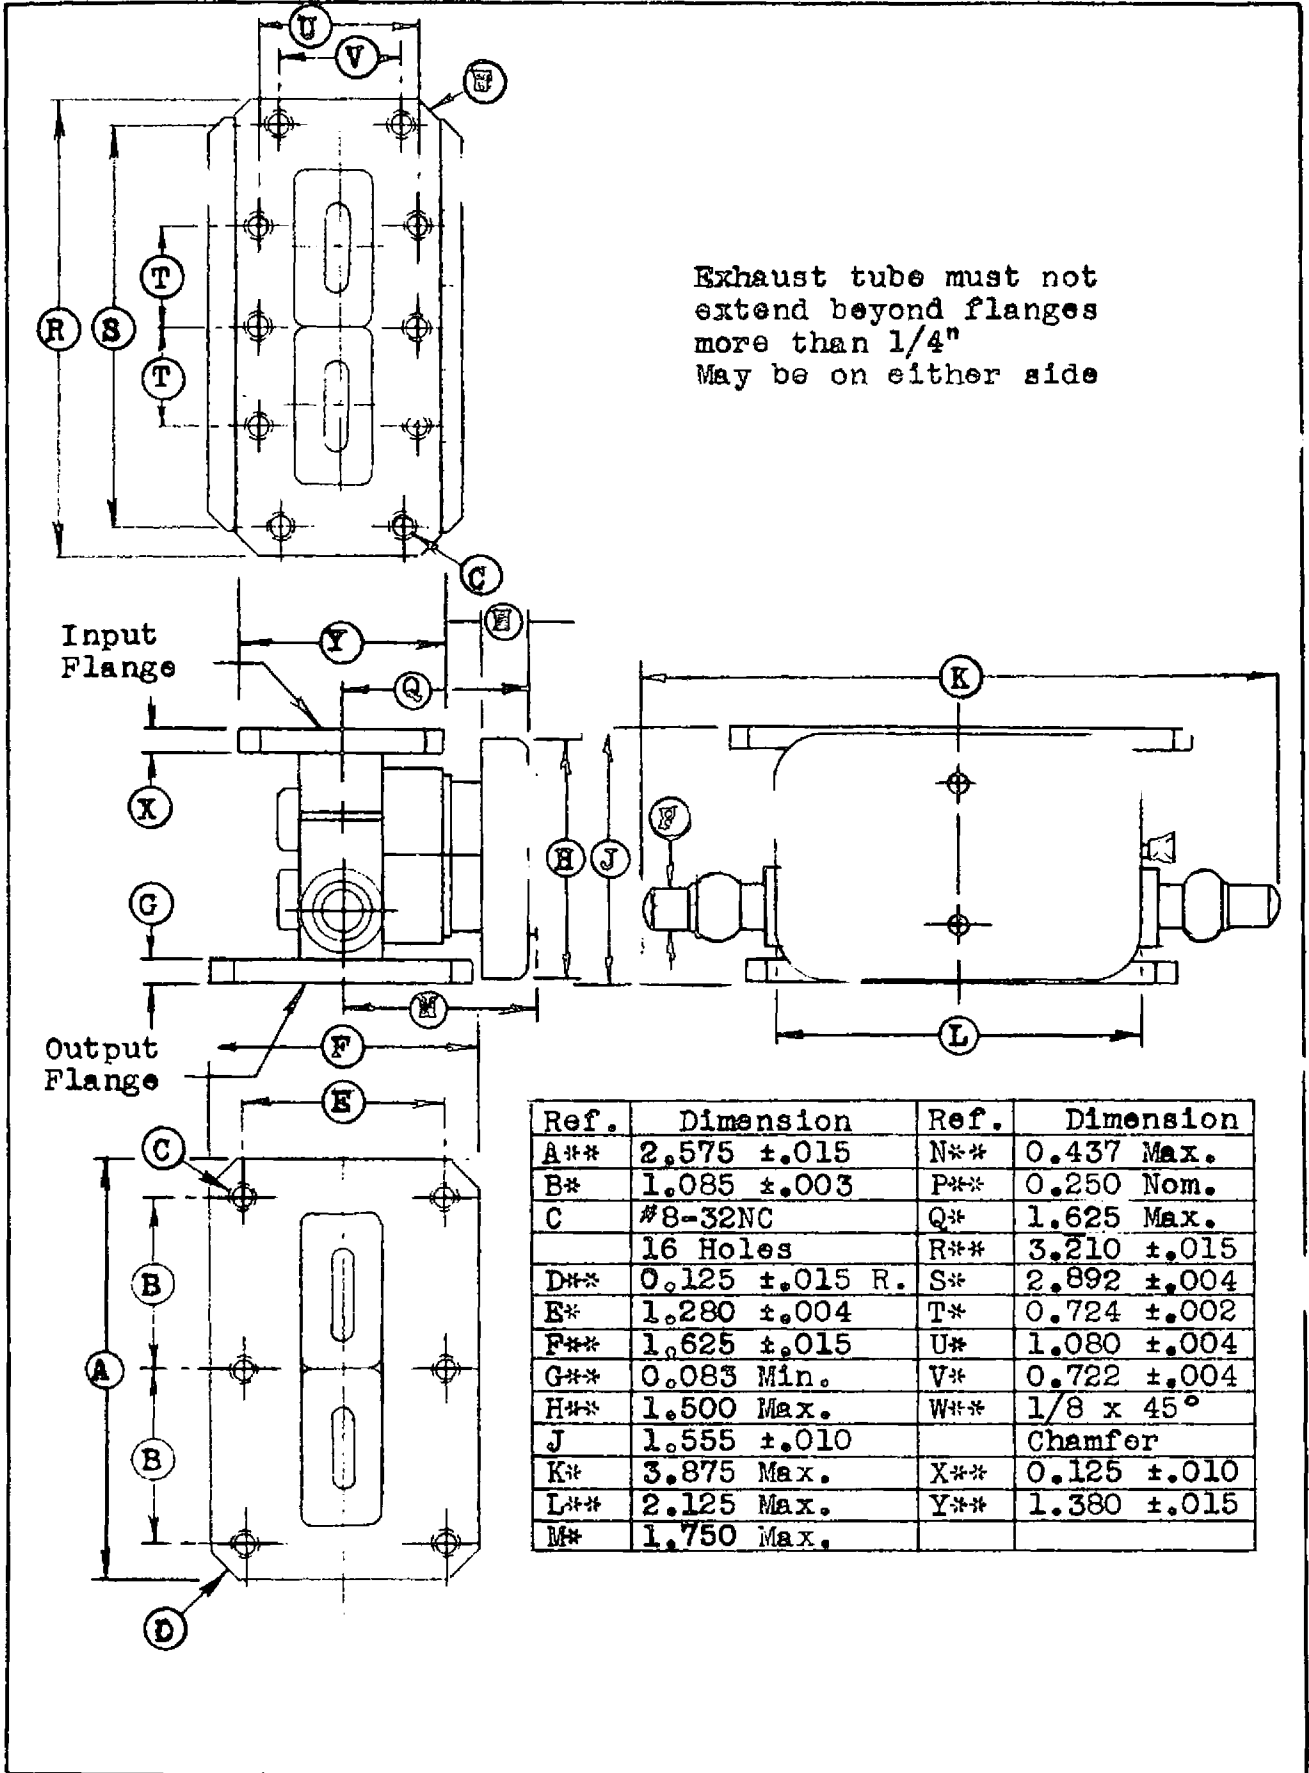 U
V
W
Exhaust tube must not
extend beyond flanges
more than 1/4"
May be on either side
T
R S
T
C
Input
Flange
Y
N
Q
K
X
P
H J
G
M
L
Output
Flange
F
E
C
B
A
B
D
Ref. Dimension Ref. Dimension
A** 2.575 ±.015 N** 0.437 Max.
B* 1.085 ±.003 P** 0.250 Nom.
C #8-32NC Q* 1.625 Max.
16 Holes R** 3.210 ±.015
D** 0.125 ±.015 R. S* 2.892 ±.004
E* 1.280 ±.004 T* 0.724 ±.002
F** 1.625 ±.015 U* 1.080 ±.004
G** 0.083 Min. V* 0.722 ±.004
H** 1.500 Max. W** 1/8 x 45°
J 1.555 ±.010 Chamfer
K* 3.875 Max. X** 0.125 ±.010
L** 2.125 Max. Y** 1.380 ±.015
M* 1.750 Max.